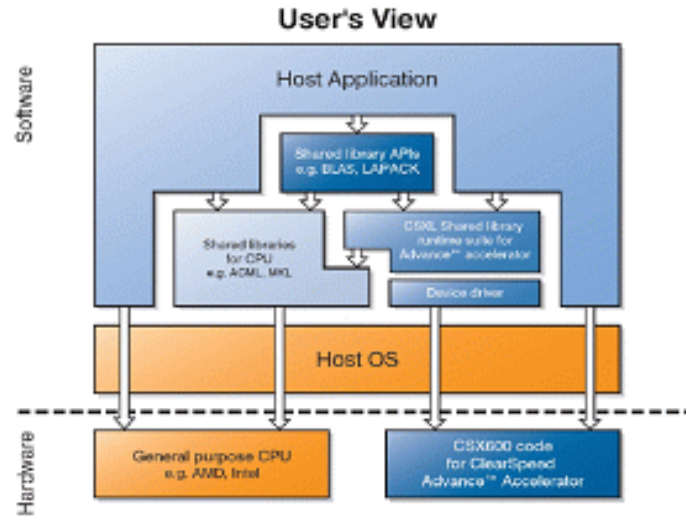 User's View
Software
Host Application
Shared library APIs
e.g. BLAS, LAPACK
Shared libraries
for CPU
e.g. ACML, MKL
CSXL Shared library
runtime suite for
Advance™ accelerator
Device driver
Host OS
Hardware
General purpose CPU
e.g. AMD, Intel
CSX600 code
for ClearSpeed
Advance™ Accelerator